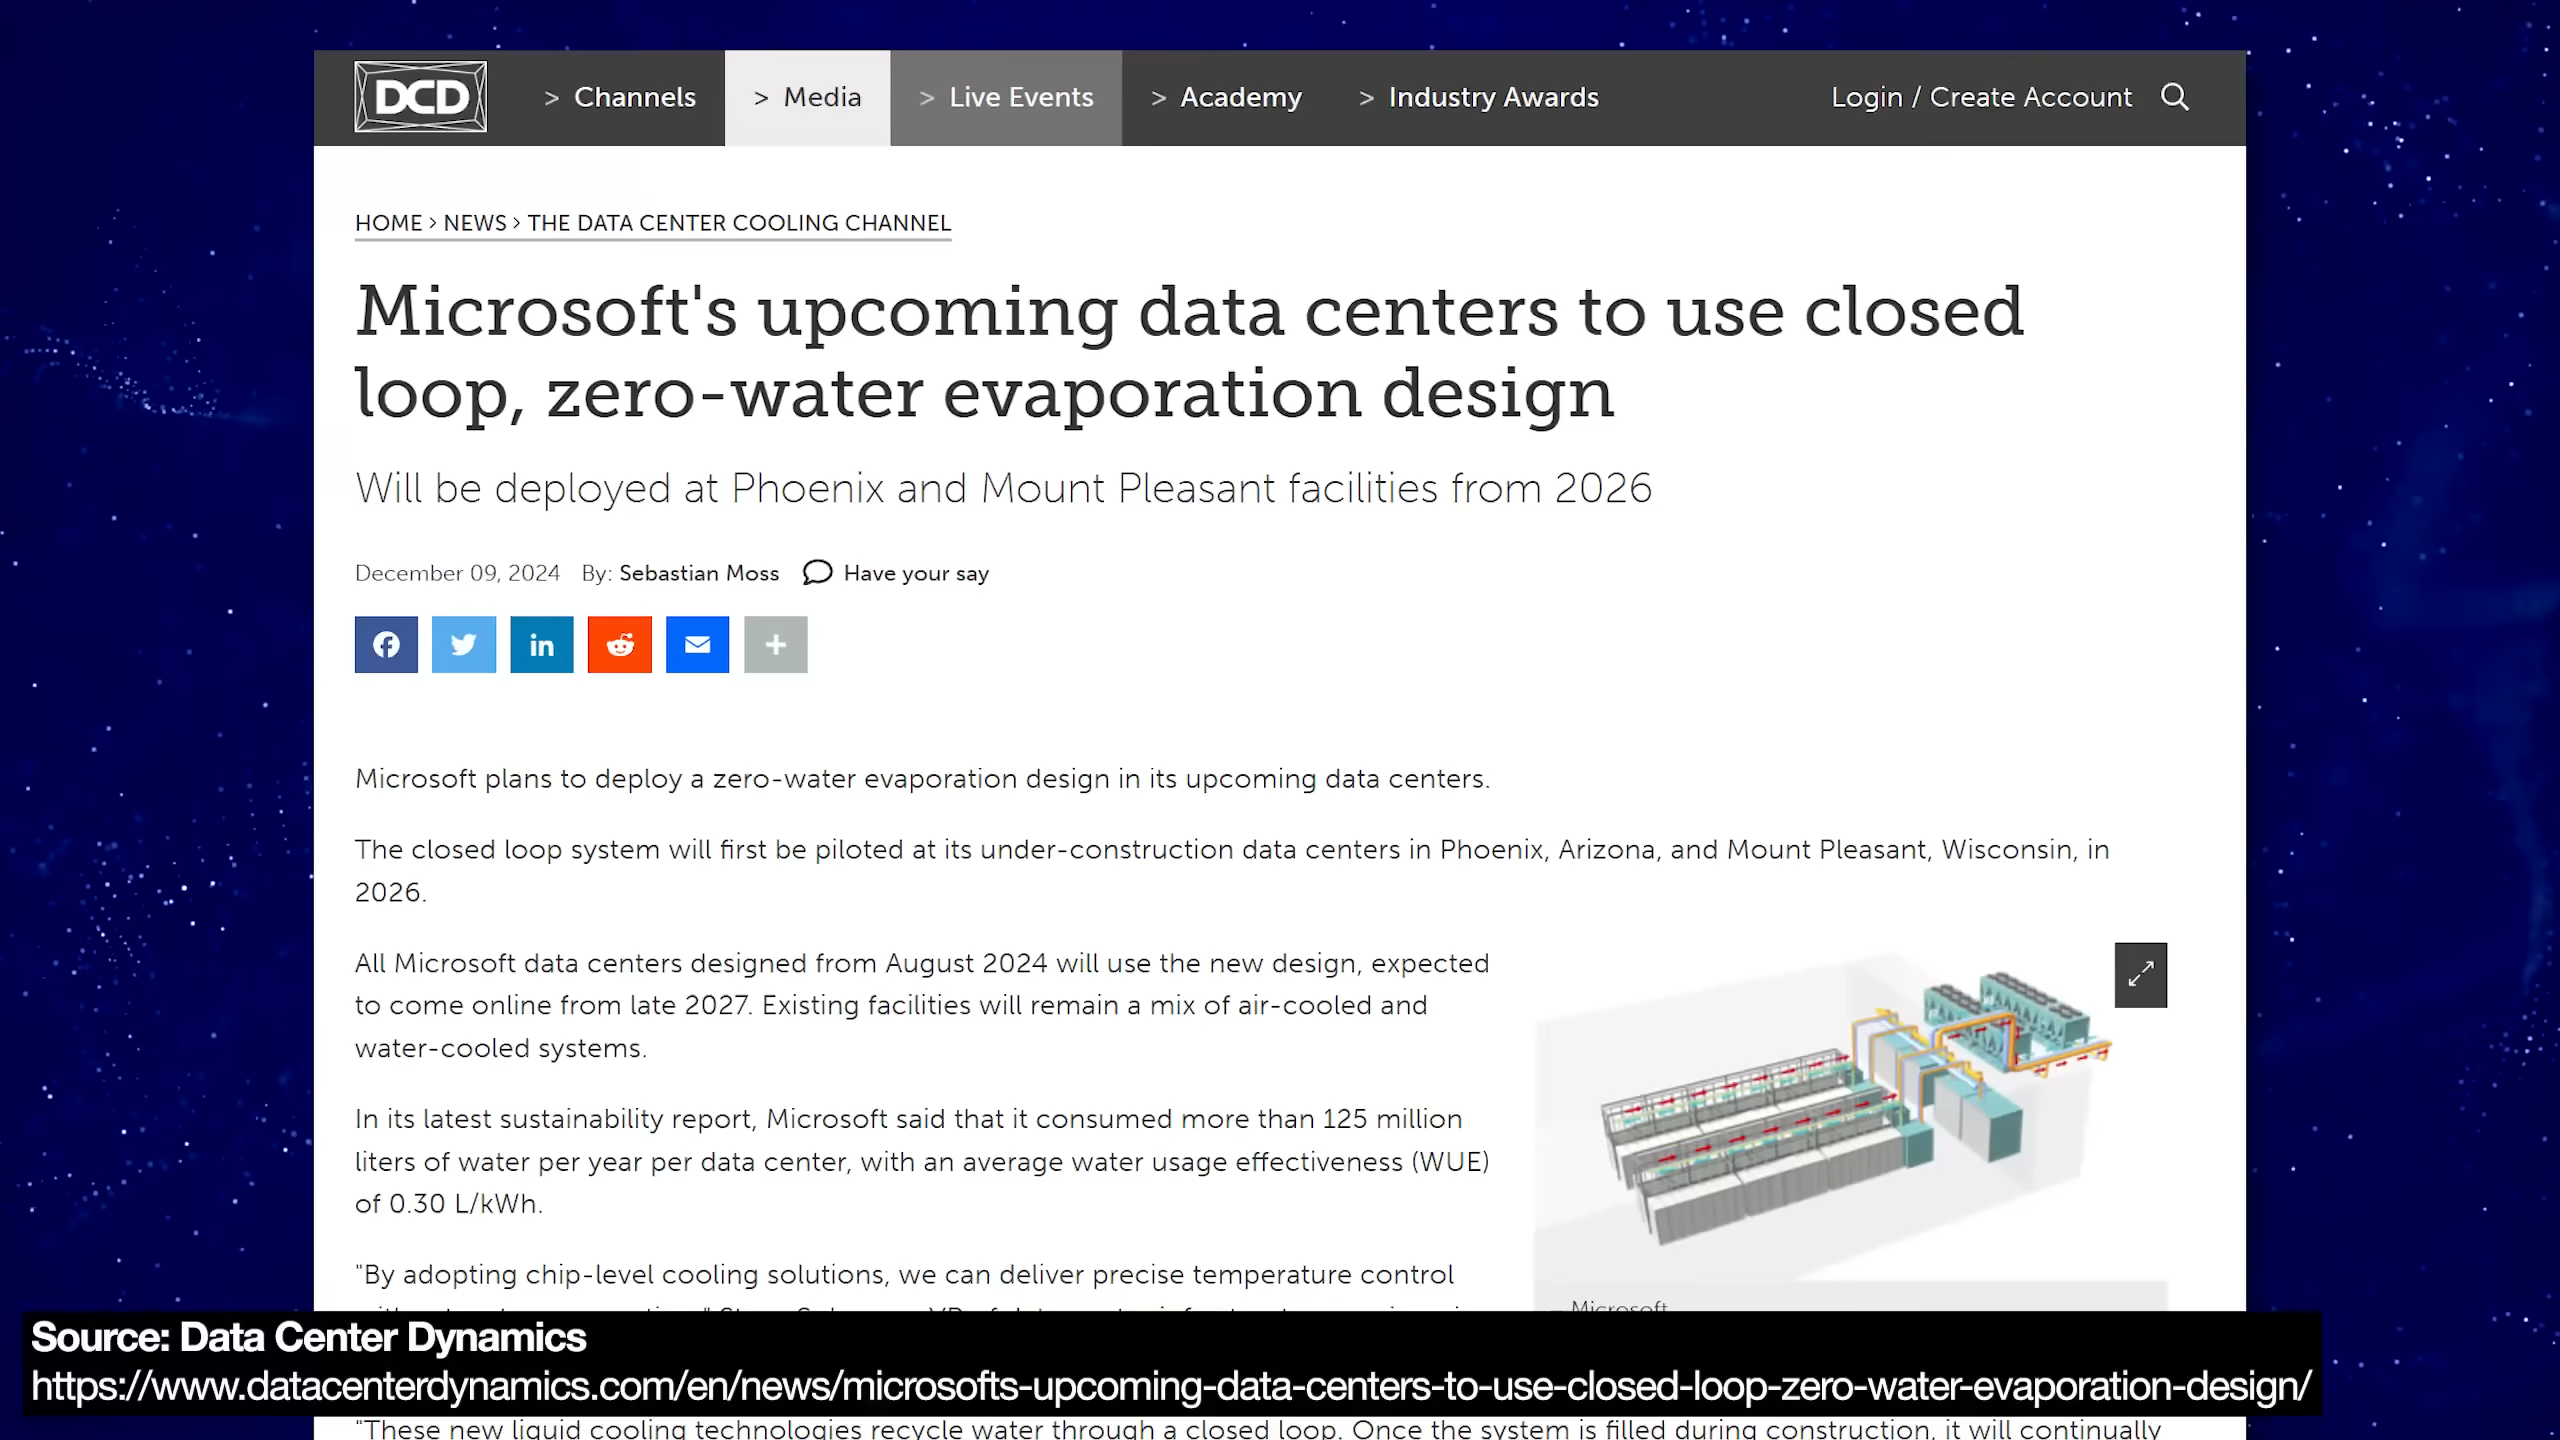 DCD
> Channels
> Media
> Live Events
> Academy
> Industry Awards
Login / Create Account
HOME > NEWS > THE DATA CENTER COOLING CHANNEL
Microsoft's upcoming data centers to use closed
loop, zero-water evaporation design
Will be deployed at Phoenix and Mount Pleasant facilities from 2026
December 09, 2024 By: Sebastian Moss Have your say
in
Microsoft plans to deploy a zero-water evaporation design in its upcoming data centers.
The closed loop system will first be piloted at its under-construction data centers in Phoenix, Arizona, and Mount Pleasant, Wisconsin, in
2026.
All Microsoft data centers designed from August 2024 will use the new design, expected
to come online from late 2027. Existing facilities will remain a mix of air-cooled and
water-cooled systems.
In its latest sustainability report, Microsoft said that it consumed more than 125 million
liters of water per year per data center, with an average water usage effectiveness (WUE)
of 0.30 L/kWh.
"By adopting chip-level cooling solutions, we can deliver precise temperature control
Microsoft
Source: Data Center Dynamics
https://www.datacenterdynamics.com/en/news/microsofts-upcoming-data-centers-to-use-closed-loop-zero-water-evaporation-design/
"These new liquid cooling technologies recycle water through a closed loop. Once the system is filled during construction, it will continually